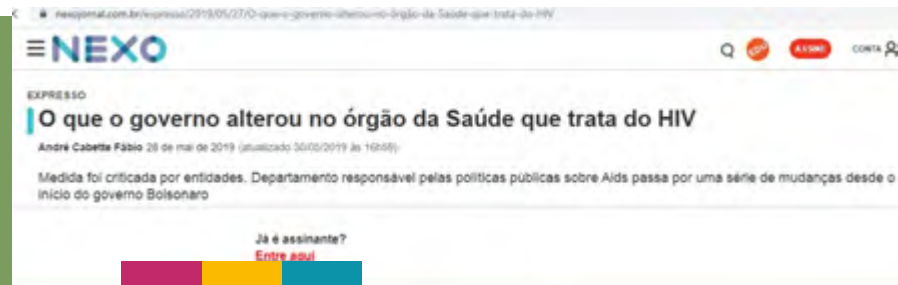 nexojornal.com.br/expresso/2019/05/27/O-que-o-governo-alterou-no-órgão-da-Saúde-que-trata-do-HIV
NEXO
EDU
ASSINE
CONTA
EXPRESSO
O que o governo alterou no órgão da Saúde que trata do HIV
André Cabette Fábio 28 de mai de 2019 (atualizado 30/05/2019 às 16h59)
Medida foi criticada por entidades. Departamento responsável pelas políticas públicas sobre Aids passa por uma série de mudanças desde o
início do governo Bolsonaro
Já é assinante?
Entre aqui